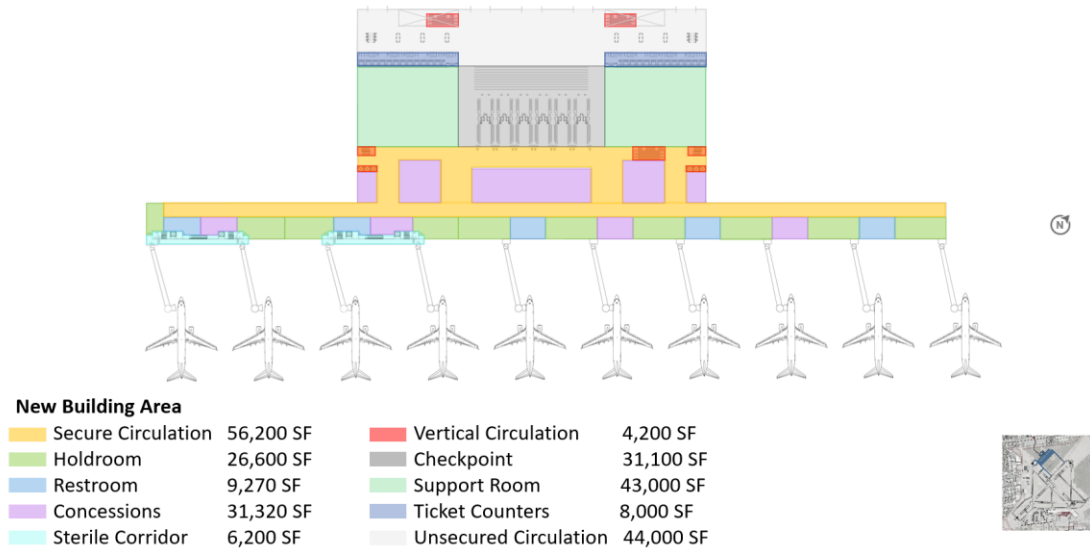 N
New Building Area
Secure Circulation 56,200 SF
Holdroom 26,600 SF
Restroom 9,270 SF
Concessions 31,320 SF
Sterile Corridor 6,200 SF
Vertical Circulation 4,200 SF
Checkpoint 31,100 SF
Support Room 43,000 SF
Ticket Counters 8,000 SF
Unsecured Circulation 44,000 SF